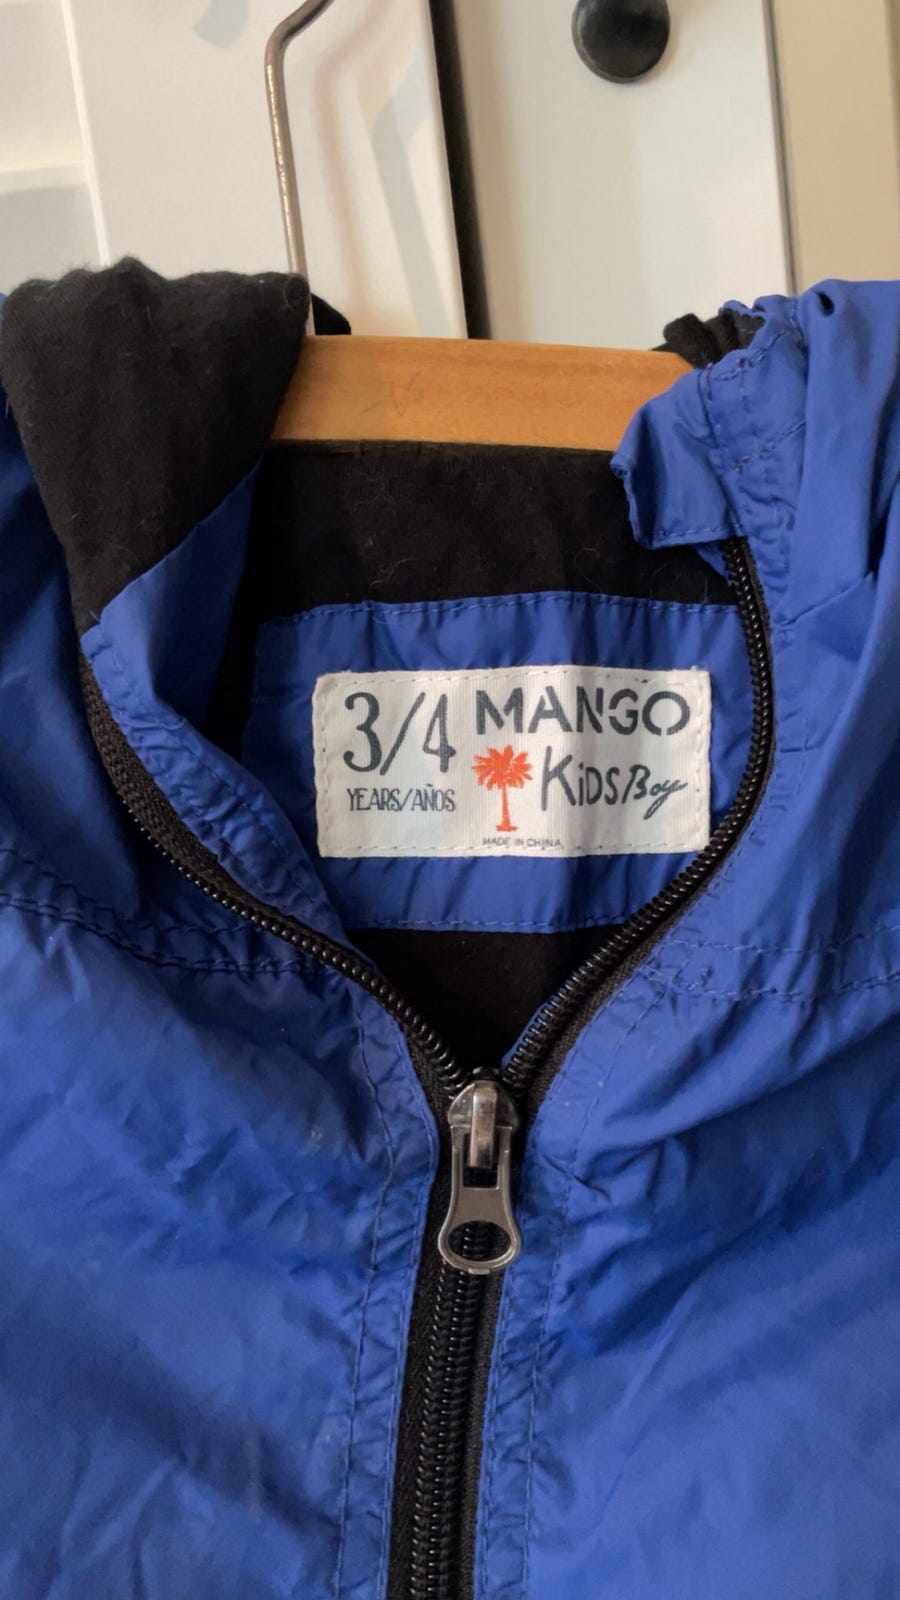 3/4
YEARS/AÑOS
MANGO
KiDS Boy
MADE IN CHINA